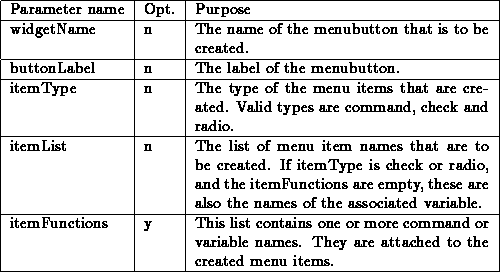 Parameter name Opt. Purpose
widgetName n The name of the menubutton that is to be
created.
buttonLabel n The label of the menubutton.
itemType n The type of the menu items that are cre-
ated. Valid types are command, check and
radio.
itemList n The list of menu item names that are to
be created. If itemType is check or radio,
and the itemFunctions are empty, these are
also the names of the associated variable.
itemFunctions y This list contains one or more command or
variable names. They are attached to the
created menu items.